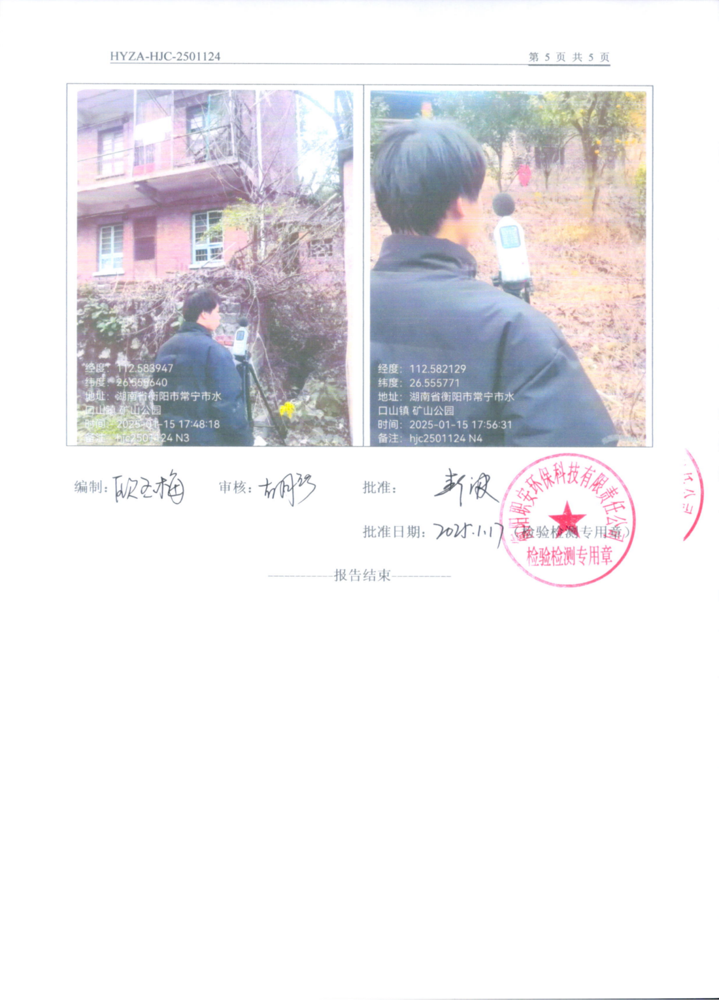 HYZA-HJC-2501124
第 5 页 共 5 页
经度：112.583947
纬度：26.555640
地址：湖南省衡阳市常宁市水
口山镇 矿山公园
时间：2025-01-15 17:48:18
备注：hjc2501124 N3
经度：112.582129
纬度：26.555771
地址：湖南省衡阳市常宁市水
口山镇 矿山公园
时间：2025-01-15 17:56:31
备注：hjc2501124 N4
编制：
审核：
批准：
批准日期：2025.1.17（检验检测专用章）
衡阳职安环保科技有限责任公司
检验检测专用章
报告结束